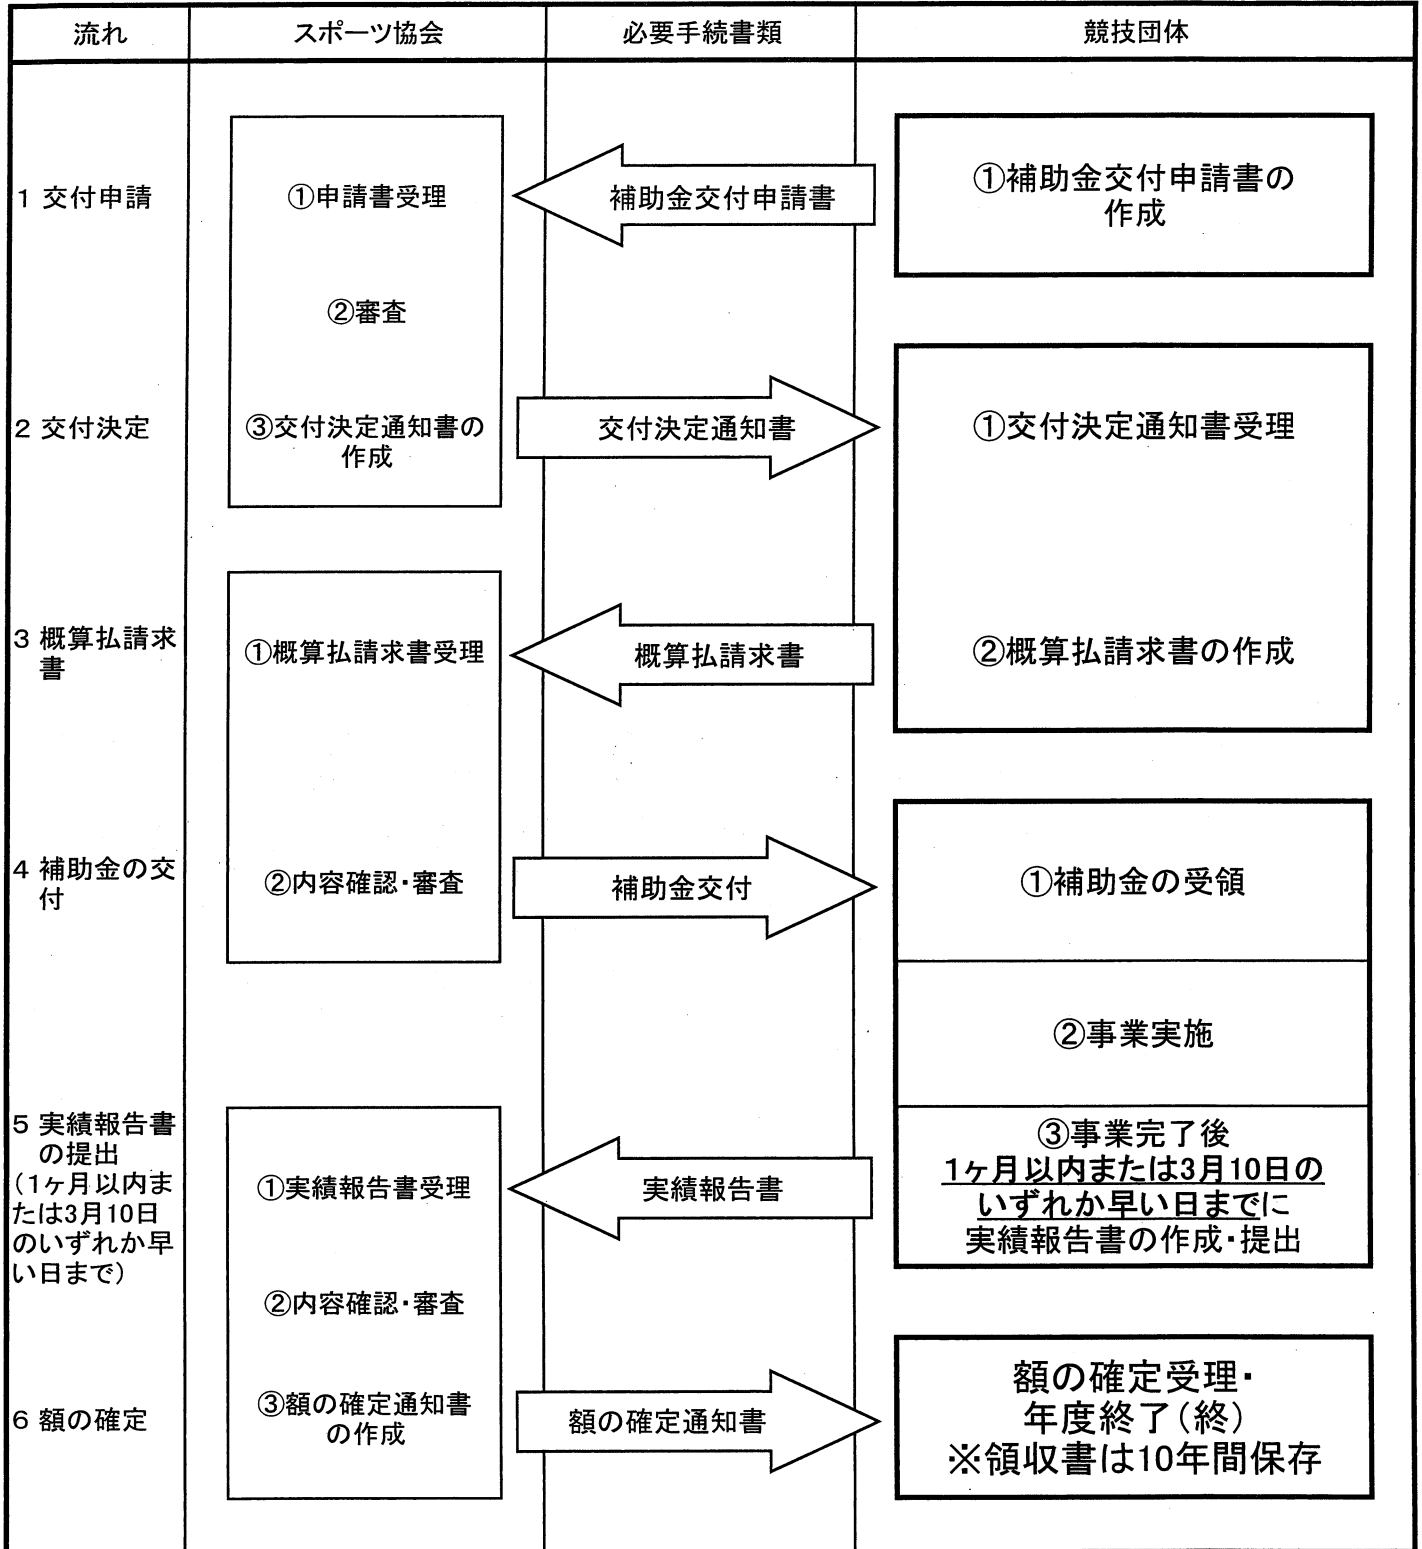 流れ
スポーツ協会
必要手続書類
競技団体
1 交付申請
①申請書受理
補助金交付申請書
①補助金交付申請書の
作成
②審査
2 交付決定
③交付決定通知書の
作成
交付決定通知書
①交付決定通知書受理
3 概算払請求
書
①概算払請求書受理
概算払請求書
②概算払請求書の作成
4 補助金の交
付
②内容確認・審査
補助金交付
①補助金の受領
②事業実施
5 実績報告書
の提出
(1ヶ月以内ま
たは3月10日
のいずれか早
い日まで)
①実績報告書受理
実績報告書
③事業完了後
1ヶ月以内または3月10日の
いずれか早い日までに
実績報告書の作成・提出
②内容確認・審査
6 額の確定
③額の確定通知書
の作成
額の確定通知書
額の確定受理・
年度終了(終)
※領収書は10年間保存